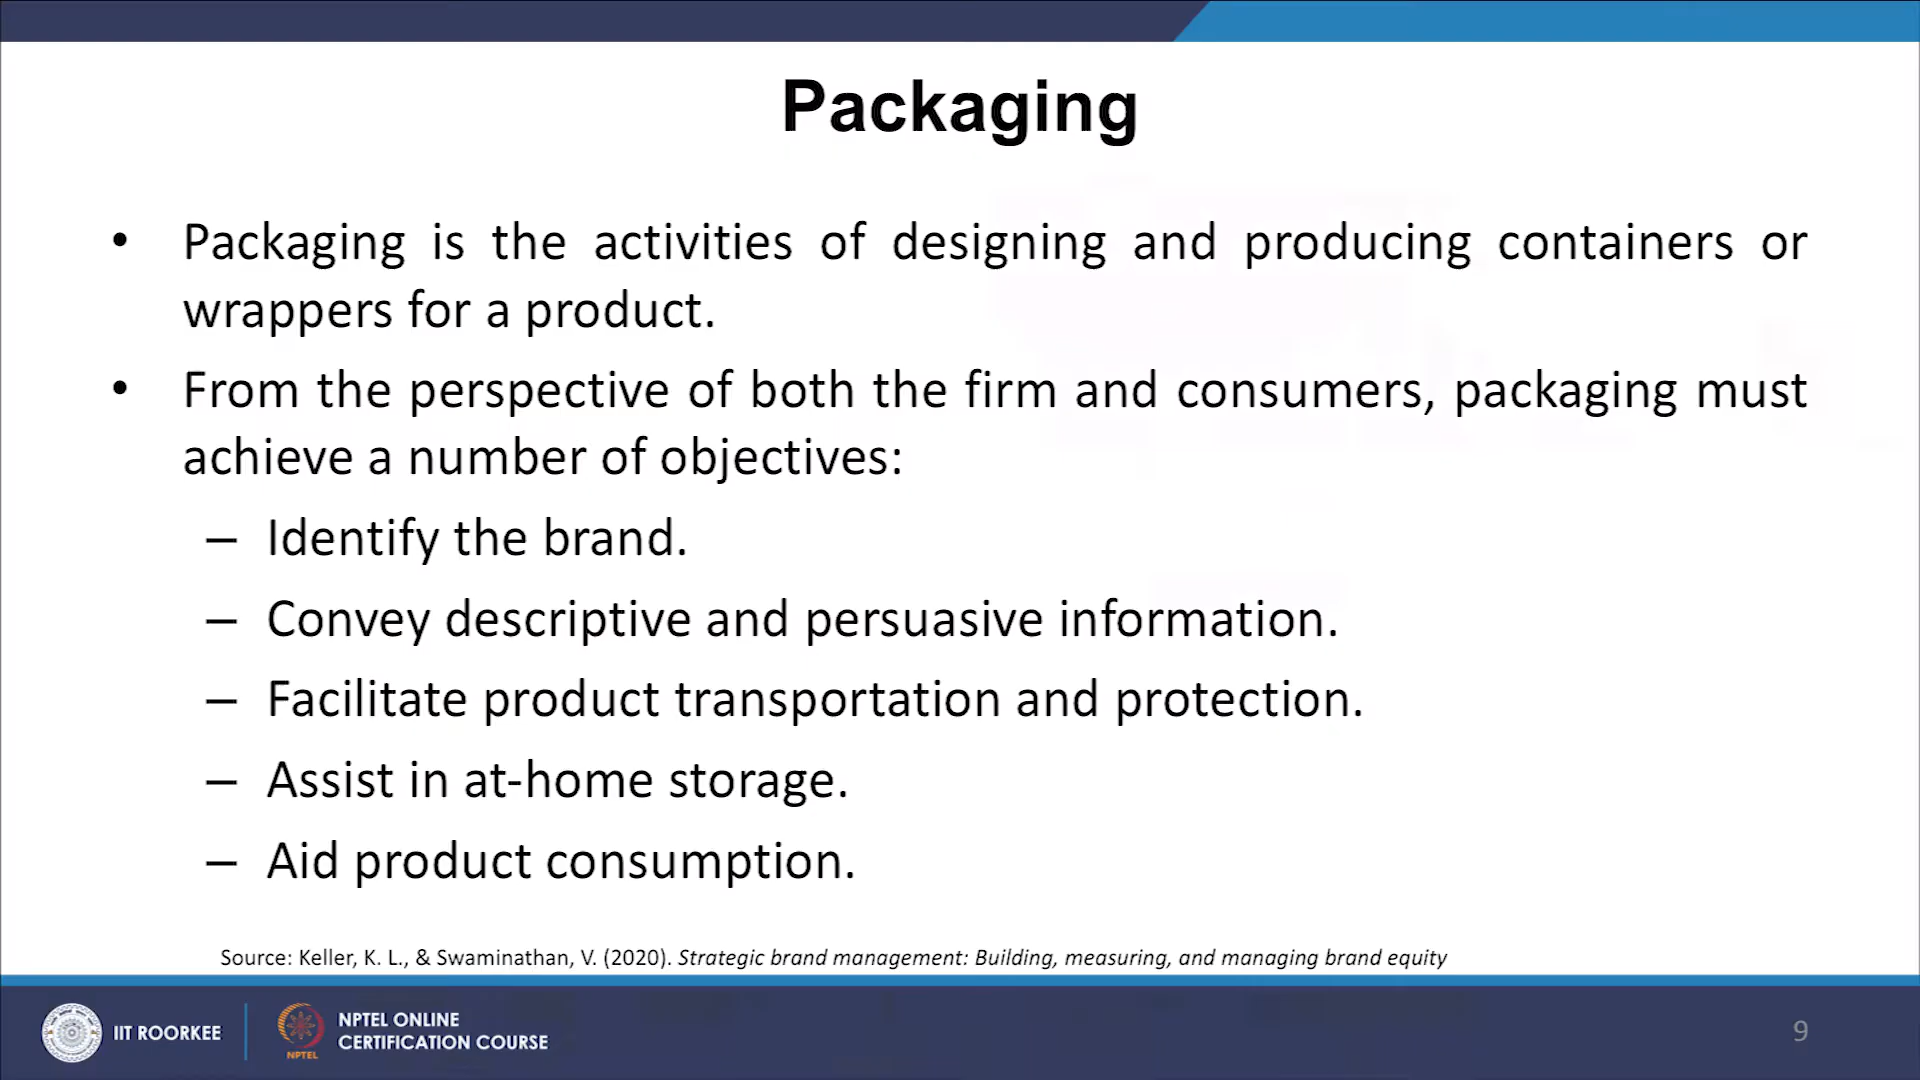 Packaging
• Packaging is the activities of designing and producing containers or
wrappers for a product.
• From the perspective of both the firm and consumers, packaging must
achieve a number of objectives:
– Identify the brand.
– Convey descriptive and persuasive information.
– Facilitate product transportation and protection.
– Assist in at-home storage.
– Aid product consumption.
Source: Keller, K. L., & Swaminathan, V. (2020). Strategic brand management: Building, measuring, and managing brand equity
IIT ROORKEE
NPTEL
NPTEL ONLINE
CERTIFICATION COURSE
9